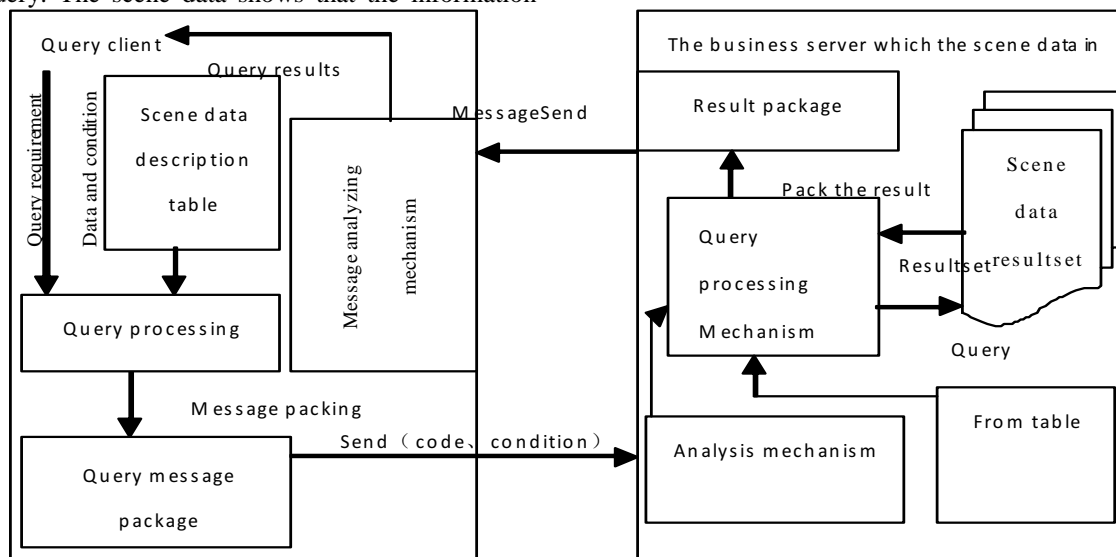 uery. The scene data shows that the information
Query client
Query results
Query requirement
Data and condition
Scene data
description
table
Message analyzing
mechanism
Query processing
Message packing
Query message
package
MessageSend
Send（code、condition）
The business server which the scene data in
Result package
Pack the result
Query
processing
Mechanism
Scene
data
resultset
Resultset
Query
Analysis mechanism
From table